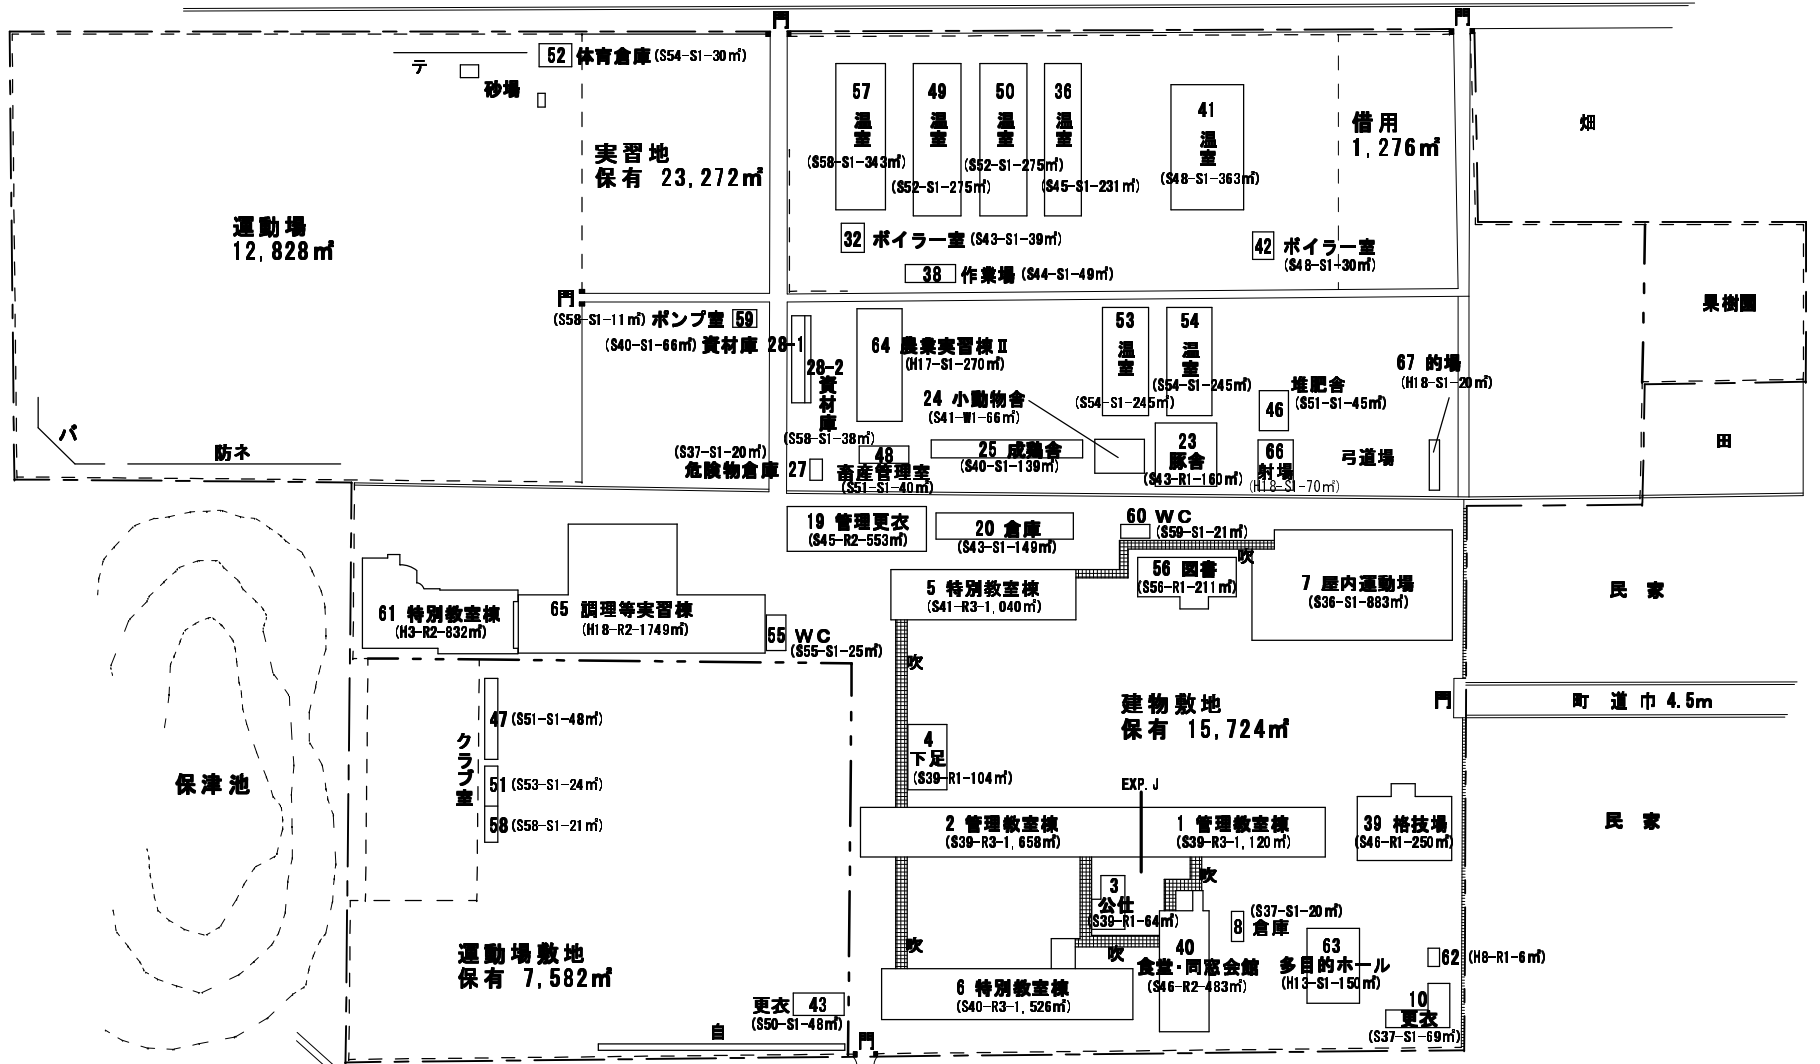 門
門
テ
52 体育倉庫 (S54-S1-30㎡)
砂場
実習地
保有 23,272㎡
運動場
12,828㎡
57
温室
(S58-S1-343㎡)
49
温室
(S52-S1-275㎡)
50
温室
(S52-S1-275㎡)
36
温室
(S45-S1-231㎡)
41
温室
(S48-S1-363㎡)
借用
1,276㎡
畑
32 ボイラー室 (S43-S1-39㎡)
38 作業場 (S44-S1-49㎡)
42 ボイラー室
(S48-S1-30㎡)
果樹園
門
(S58-S1-11㎡) ポンプ室 59
(S40-S1-66㎡) 資材庫 28-1
28-2
資材庫
(S58-S1-38㎡)
64 農業実習棟Ⅱ
(H17-S1-270㎡)
24 小動物舎
(S41-W1-66㎡)
53
温室
(S54-S1-245㎡)
54
温室
(S54-S1-245㎡)
堆肥舎
46 (S51-S1-45㎡)
67 的場
(H18-S1-20㎡)
パ
防ネ
(S37-S1-20㎡)
危険物倉庫 27
48
畜産管理室
(S51-S1-40㎡)
25 成鶏舎
(S40-S1-139㎡)
23
豚舎
(S43-R1-160㎡)
66
射場
(H18-S1-70㎡)
弓道場
田
19 管理更衣
(S45-R2-553㎡)
20 倉庫
(S43-S1-149㎡)
60 WC
(S59-S1-21㎡)
吹
56 図書
(S56-R1-211㎡)
7 屋内運動場
(S36-S1-883㎡)
5 特別教室棟
(S41-R3-1,040㎡)
民 家
61 特別教室棟
(H3-R2-832㎡)
65 調理等実習棟
(H18-R2-1749㎡)
55 WC
(S55-S1-25㎡)
吹
建物敷地
保有 15,724㎡
門
町 道 巾 4.5m
47 (S51-S1-48㎡)
クラブ室
51 (S53-S1-24㎡)
58 (S58-S1-21㎡)
保津池
4
下足
(S39-R1-104㎡)
EXP.J
2 管理教室棟
(S39-R3-1,658㎡)
1 管理教室棟
(S39-R3-1,120㎡)
39 格技場
(S46-R1-250㎡)
民 家
3
公仕
(S39-R1-64㎡)
吹
吹
吹
8 倉庫
(S37-S1-20㎡)
40
食堂・同窓会館
(S46-R2-483㎡)
63
多目的ホール
(H13-S1-150㎡)
62 (H8-R1-6㎡)
運動場敷地
保有 7,582㎡
6 特別教室棟
(S40-R3-1,526㎡)
10
更衣
(S37-S1-69㎡)
更衣 43
(S50-S1-48㎡)
自
門